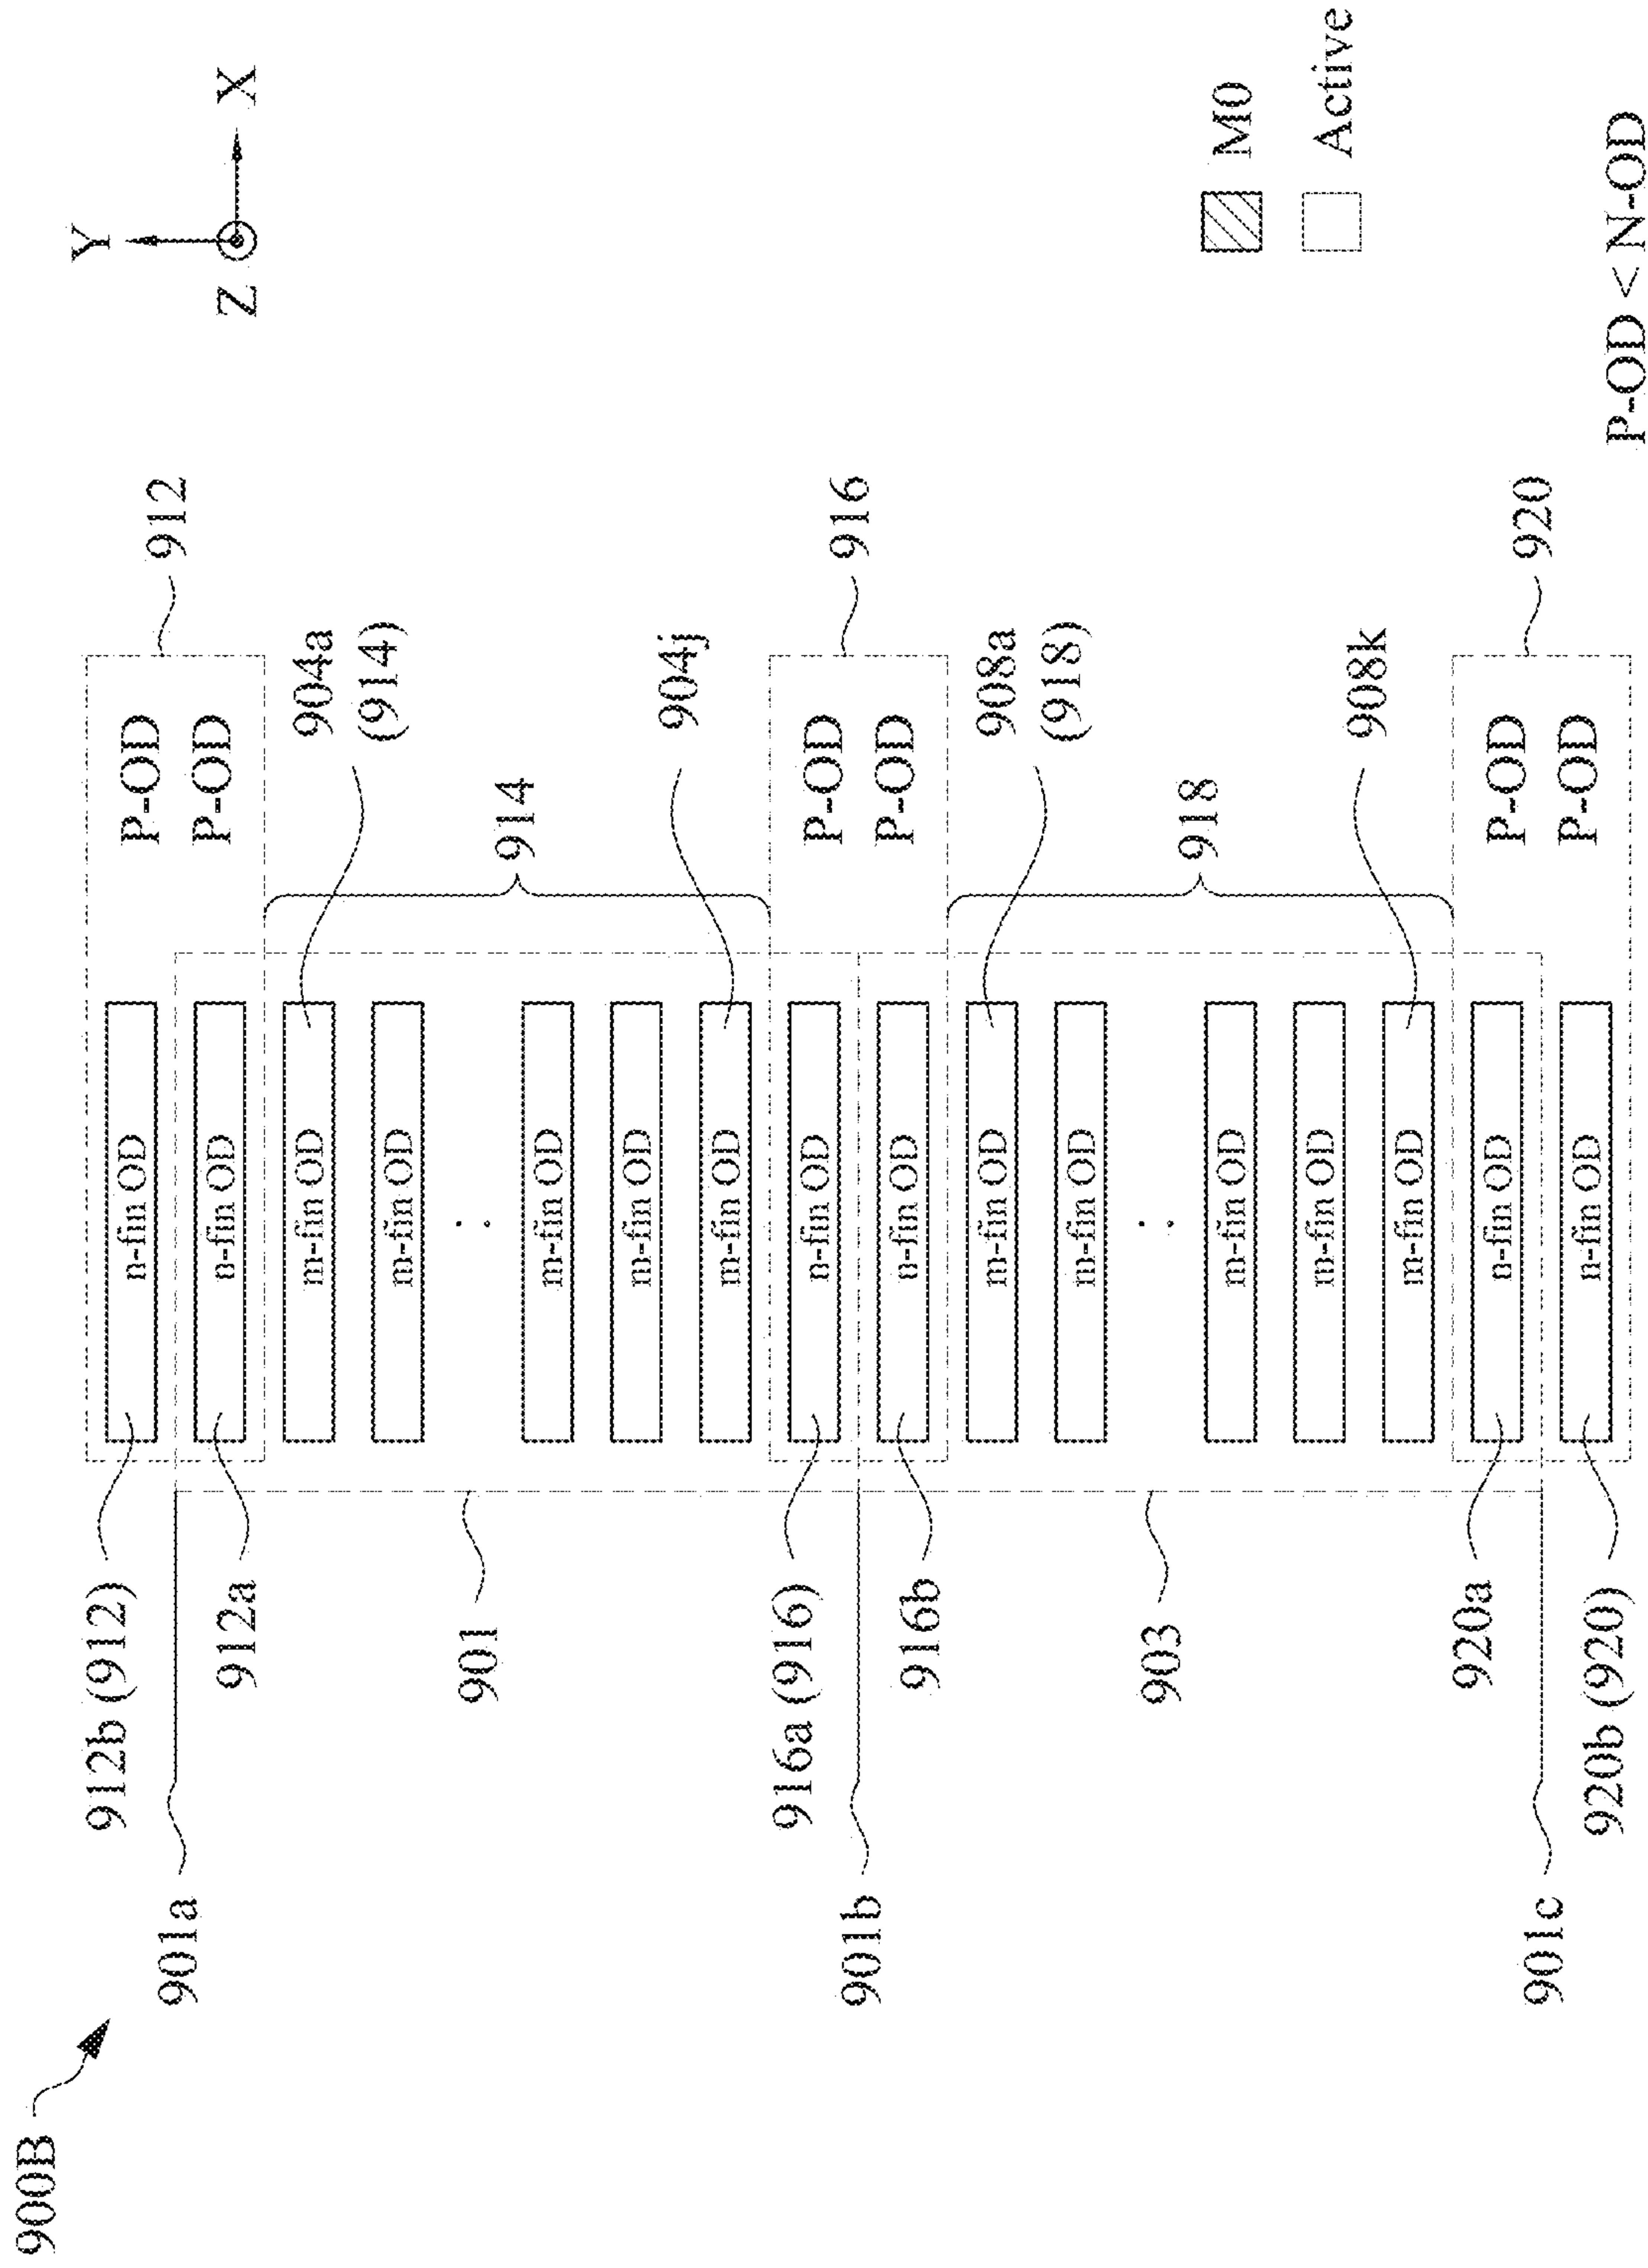 900B
Y
X
Z
912b (912)
n-fin OD
P-OD
912
901a
912a
n-fin OD
P-OD
m-fin OD
904a
(914)
m-fin OD
901
. .
914
m-fin OD
m-fin OD
m-fin OD
904j
916a (916)
n-fin OD
P-OD
916
901b
916b
n-fin OD
P-OD
m-fin OD
908a
(918)
m-fin OD
903
. .
918
m-fin OD
m-fin OD
m-fin OD
908k
920a
n-fin OD
P-OD
920
901c
920b (920)
n-fin OD
P-OD
M0
Active
P-OD < N-OD